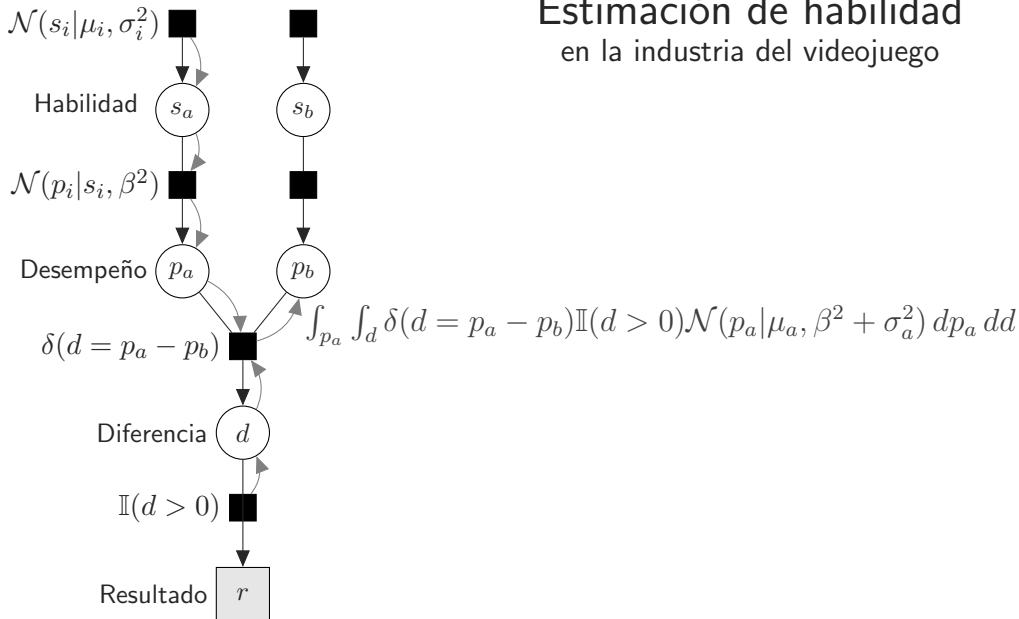 Estimación de habilidad
en la industria del videojuego
𝒩(s_i|μ_i, σ_i^2)
Habilidad s_a s_b
𝒩(p_i|s_i, β^2)
Desempeño p_a p_b
∫_{p_a} ∫_d δ(d = p_a − p_b)𝕀(d > 0)𝒩(p_a|μ_a, β^2 + σ_a^2) dp_a dd
δ(d = p_a − p_b)
Diferencia d
𝕀(d > 0)
Resultado r